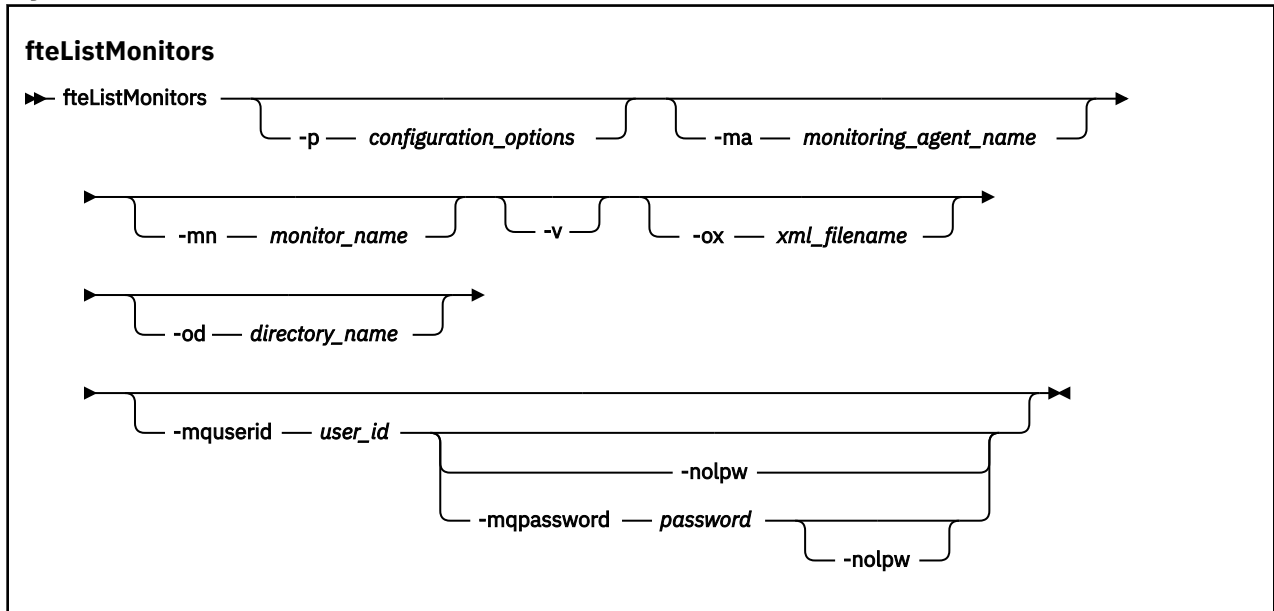 fteListMonitors
fteListMonitors
-p configuration_options -ma monitoring_agent_name
-mn monitor_name -v -ox xml_filename
-od directory_name
-mquserid user_id
-nolpw
-mqpassword password
-nolpw